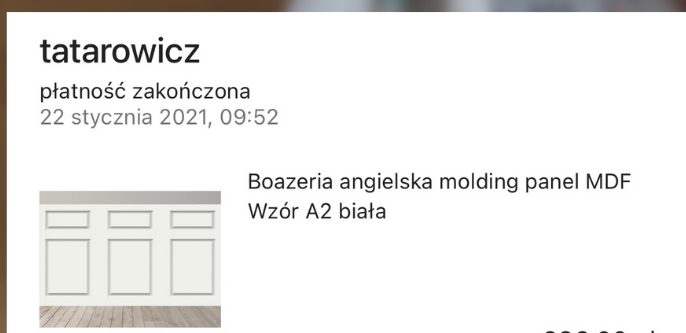 tatarowicz
płatność zakończona
22 stycznia 2021, 09:52
Boazeria angielska molding panel MDF
Wzór A2 biała